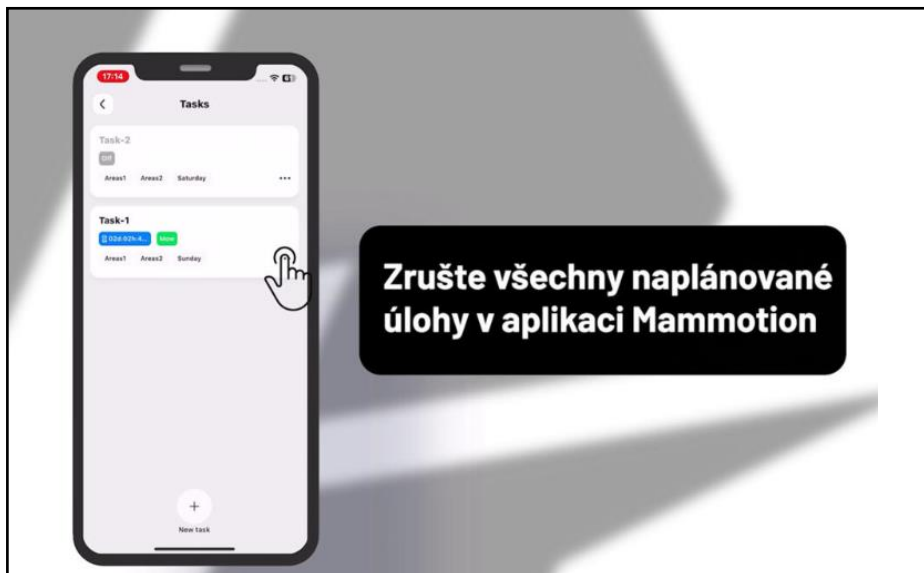 17:14
Tasks
Task-2
Off
Areas1 Areas2 Saturday ...
Task-1
Mow
Areas1 Areas2 Sunday
New task
Zrušte všechny naplánované
úlohy v aplikaci Mammotion